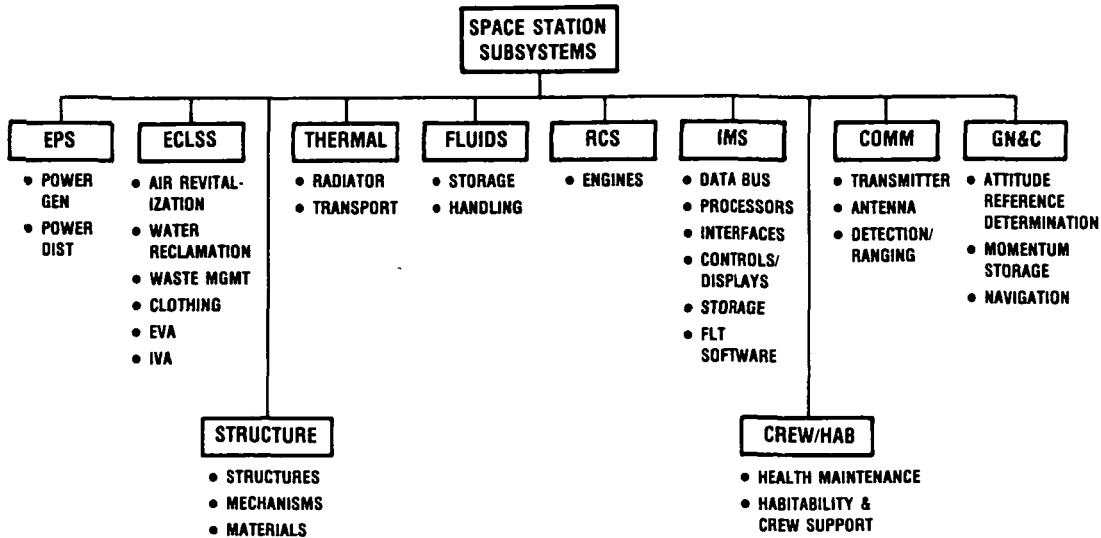 SPACE STATION
SUBSYSTEMS
EPS
• POWER
GEN
• POWER
DIST
ECLSS
• AIR REVITAL-
IZATION
• WATER
RECLAMATION
• WASTE MGMT
• CLOTHING
• EVA
• IVA
THERMAL
• RADIATOR
• TRANSPORT
FLUIDS
• STORAGE
• HANDLING
RCS
• ENGINES
IMS
• DATA BUS
• PROCESSORS
• INTERFACES
• CONTROLS/
DISPLAYS
• STORAGE
• FLT
SOFTWARE
COMM
• TRANSMITTER
• ANTENNA
• DETECTION/
RANGING
GN&C
• ATTITUDE
REFERENCE
DETERMINATION
• MOMENTUM
STORAGE
• NAVIGATION
STRUCTURE
• STRUCTURES
• MECHANISMS
• MATERIALS
CREW/HAB
• HEALTH MAINTENANCE
• HABITABILITY &
CREW SUPPORT